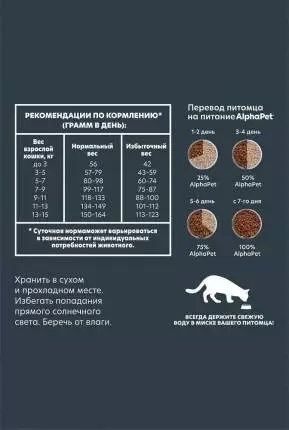 РЕКОМЕНДАЦИИ ПО КОРМЛЕНИЮ*
(ГРАММ В ДЕНЬ):
Вес взрослой кошки, кг Нормальный вес Избыточный вес
до 3 56 42
3-5 57-79 43-59
5-7 80-98 60-74
7-9 99-117 75-87
9-11 118-133 88-100
11-13 134-149 101-112
13-15 150-164 113-123
* Суточная норма может варьироваться
в зависимости от индивидуальных
потребностей животного.
Перевод питомца
на питание AlphaPet
1-2 день 3-4 день
25% AlphaPet 50% AlphaPet
5-6 день с 7-го дня
75% AlphaPet 100% AlphaPet
Хранить в сухом
и прохладном месте.
Избегать попадания
прямого солнечного
света. Беречь от влаги.
ВСЕГДА ДЕРЖИТЕ СВЕЖУЮ
ВОДУ В МИСКЕ ВАШЕГО ПИТОМЦА!